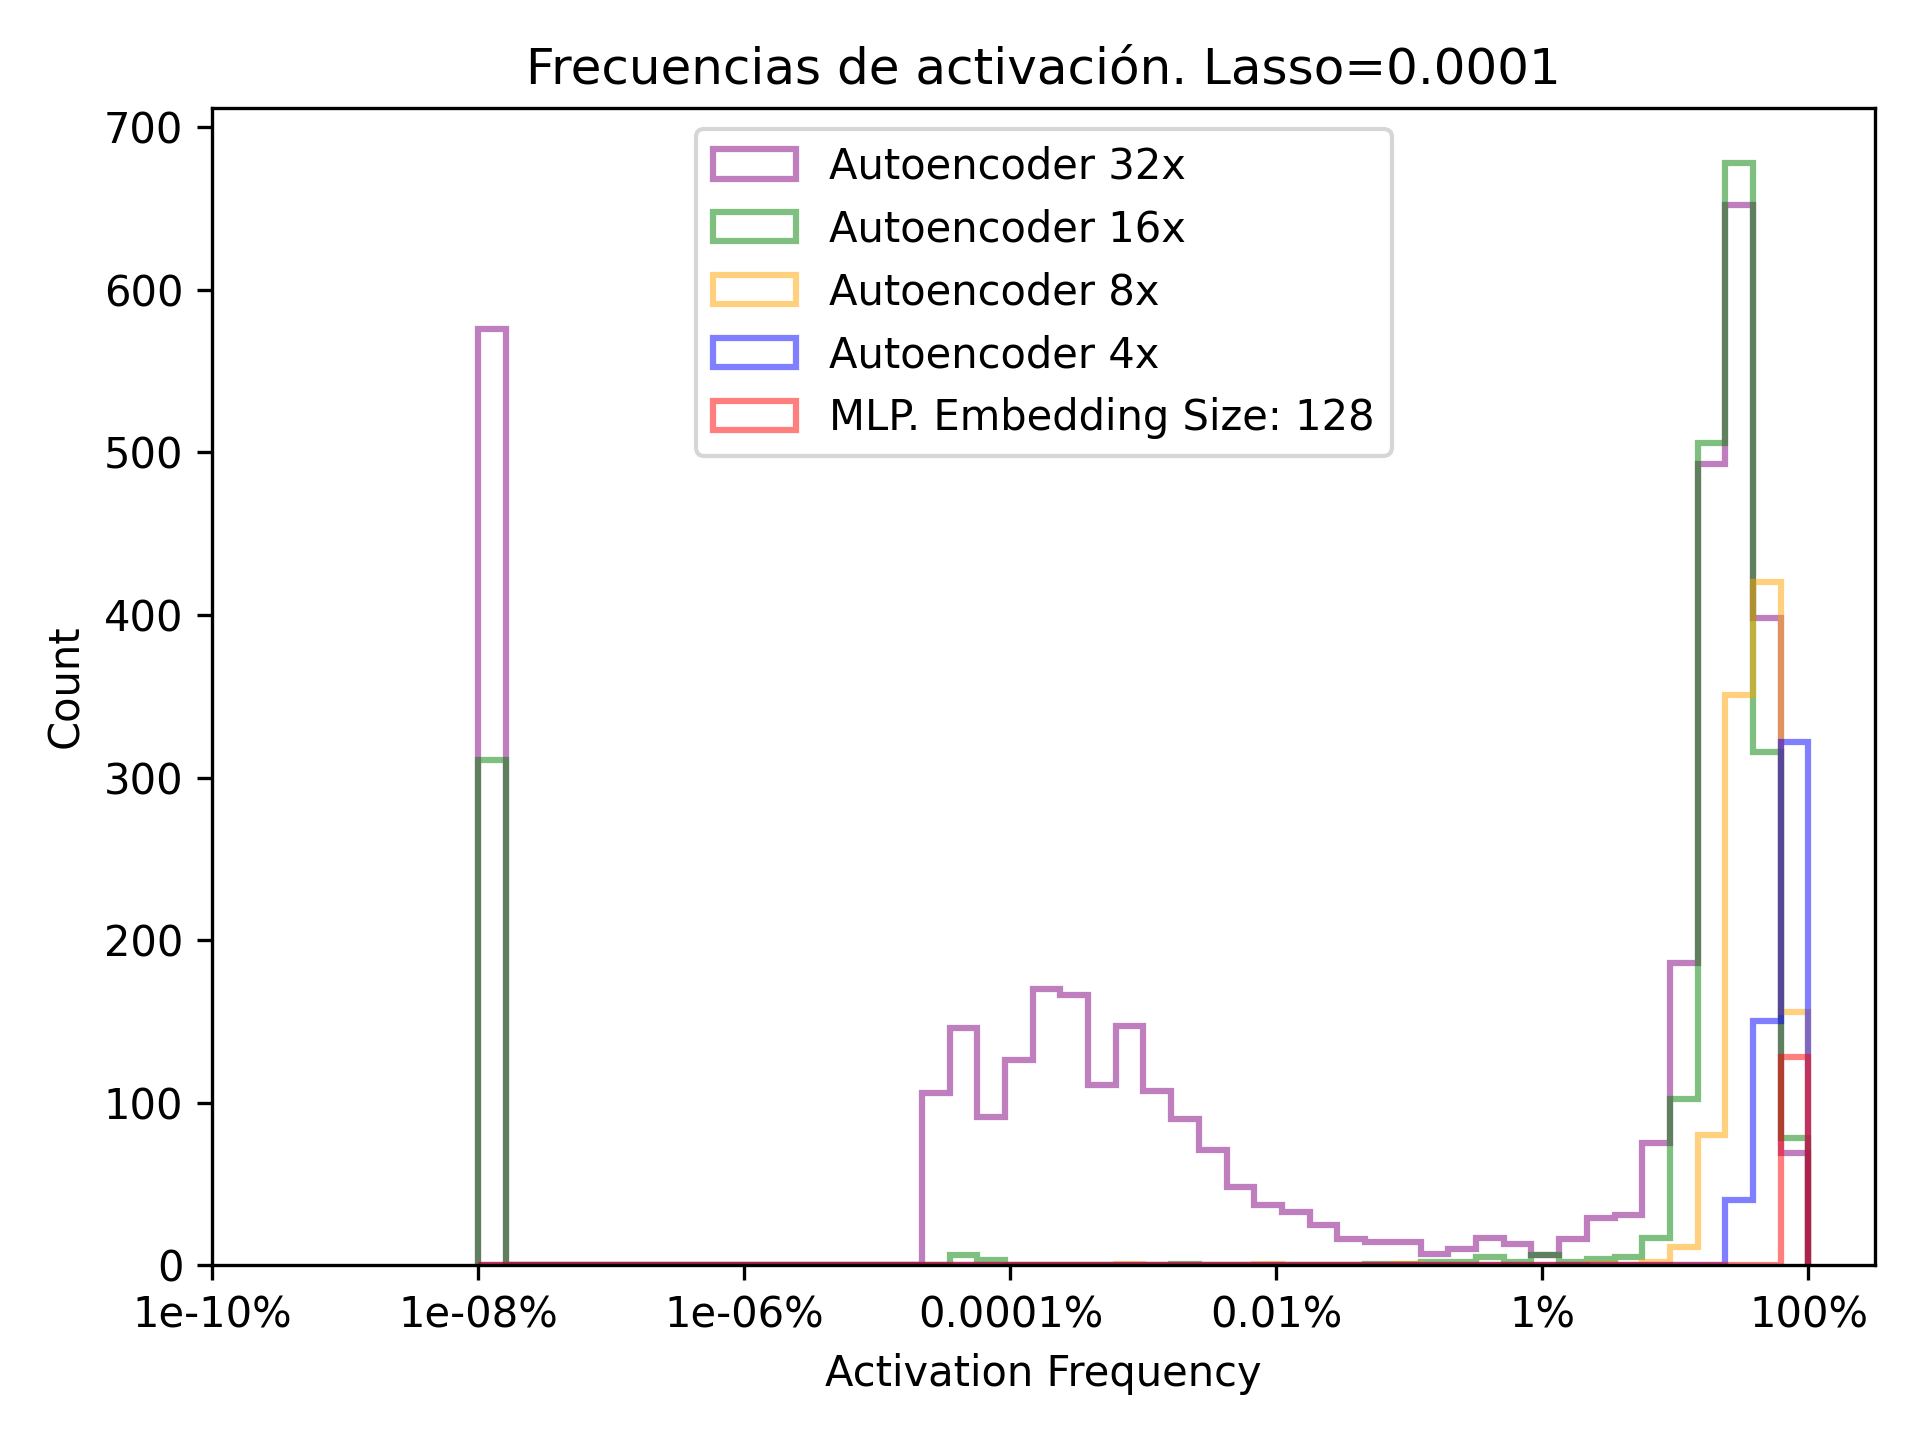 Frecuencias de activación. Lasso=0.0001
700
600
500
400
300
200
100
0
Count
Autoencoder 32x
Autoencoder 16x
Autoencoder 8x
Autoencoder 4x
MLP. Embedding Size: 128
1e-10% 1e-08% 1e-06% 0.0001% 0.01% 1% 100%
Activation Frequency